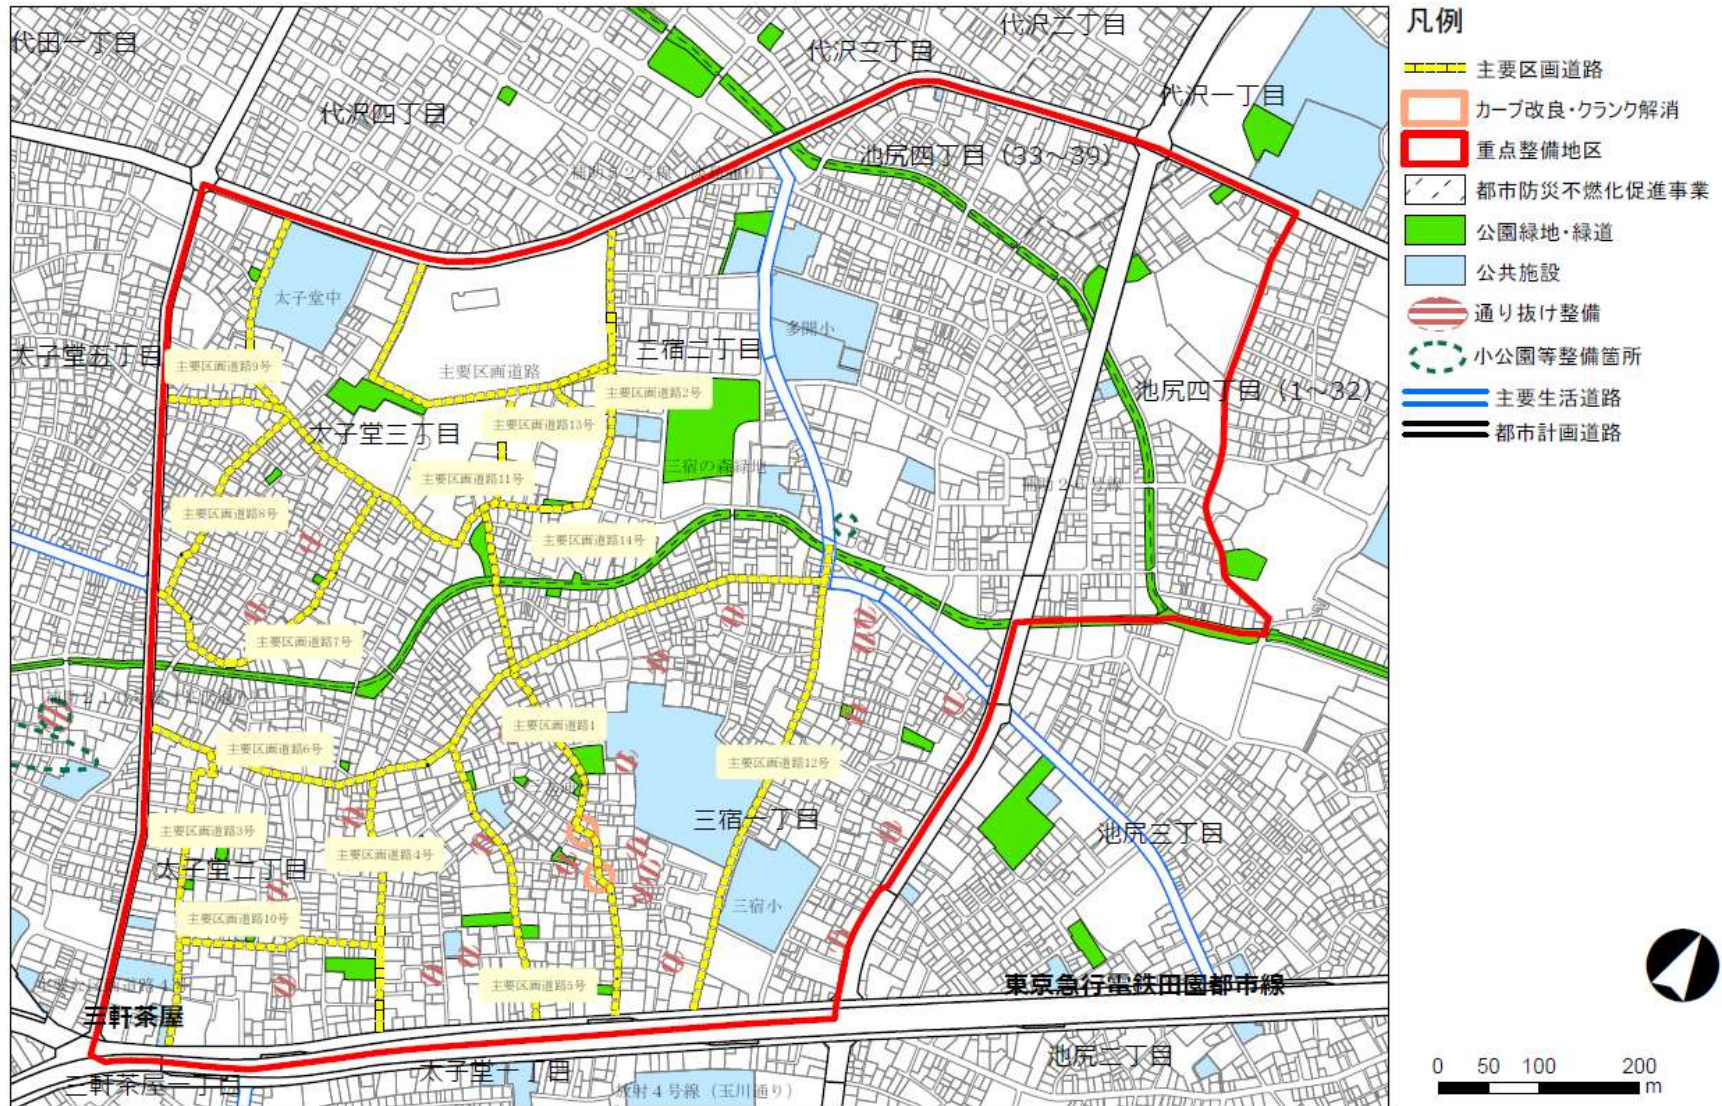 代田一丁目
代沢二丁目
代沢三丁目
代沢一丁目
代沢四丁目
池尻四丁目（33～39）
太子堂中
多聞小
太子堂五丁目
三宿二丁目
主要区画道路9号
主要区画道路
主要区画道路2号
池尻四丁目（1～32）
主要区画道路13号
太子堂三丁目
三宿の森緑地
主要区画道路11号
補助26号線
主要区画道路8号
主要区画道路14号
主要区画道路7号
主要区画道路1
主要区画道路6号
主要区画道路12号
三宿一丁目
主要区画道路3号
池尻三丁目
主要区画道路4号
太子堂二丁目
三宿小
主要区画道路10号
主要区画道路5号
東京急行電鉄田園都市線
三軒茶屋
池尻二丁目
太子堂一丁目
三軒茶屋一丁目
放射4号線（玉川通り）
凡例
主要区画道路
カーブ改良・クランク解消
重点整備地区
都市防災不燃化促進事業
公園緑地・緑道
公共施設
通り抜け整備
小公園等整備箇所
主要生活道路
都市計画道路
0 50 100 200
m